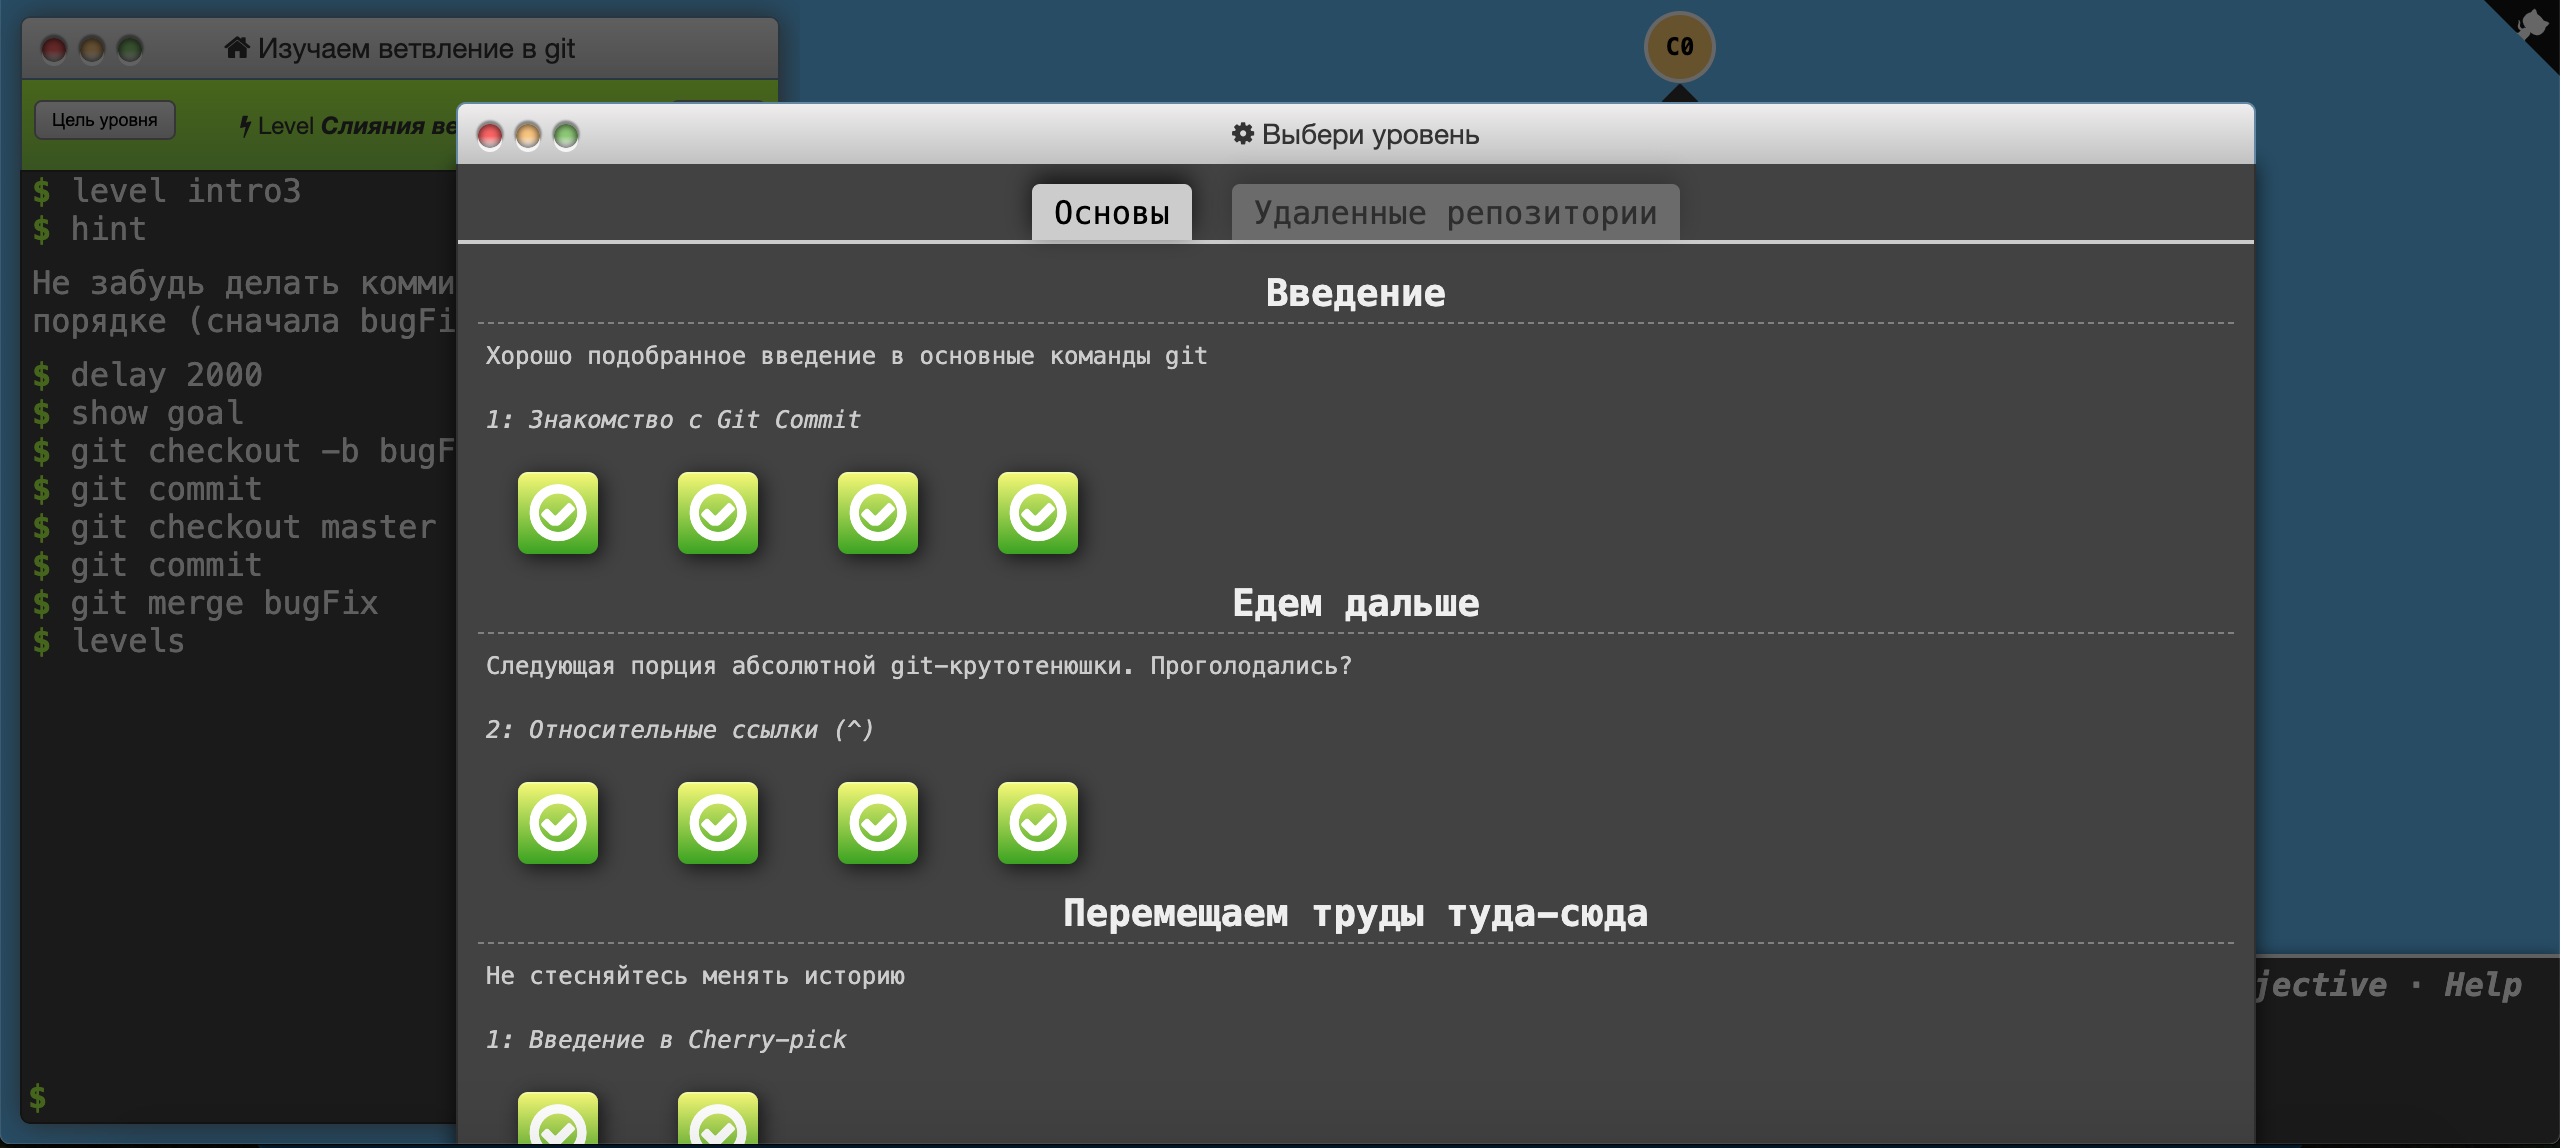 Изучаем ветвление в git
C0
Цель уровня
Level Слияния ве
$ level intro3
$ hint
Не забудь делать комми
порядке (сначала bugFi
$ delay 2000
$ show goal
$ git checkout -b bugF
$ git commit
$ git checkout master
$ git commit
$ git merge bugFix
$ levels
$
Выбери уровень
Основы
Удаленные репозитории
Введение
Хорошо подобранное введение в основные команды git
1: Знакомство с Git Commit
Едем дальше
Следующая порция абсолютной git-крутотенюшки. Проголодались?
2: Относительные ссылки (^)
Перемещаем труды туда-сюда
Не стесняйтесь менять историю
1: Введение в Cherry-pick
jective · Help